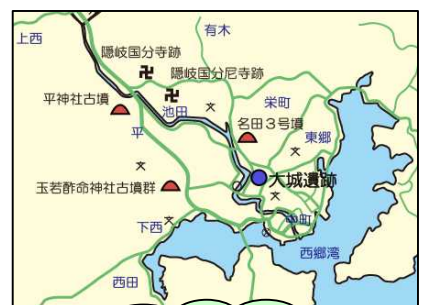 上西
有木
隠岐国分寺跡
隠岐国分尼寺跡
平神社古墳
池田
栄町
平
名田3号墳
東郷
大城遺跡
玉若酢命神社古墳群
下西
西郷湾
西田